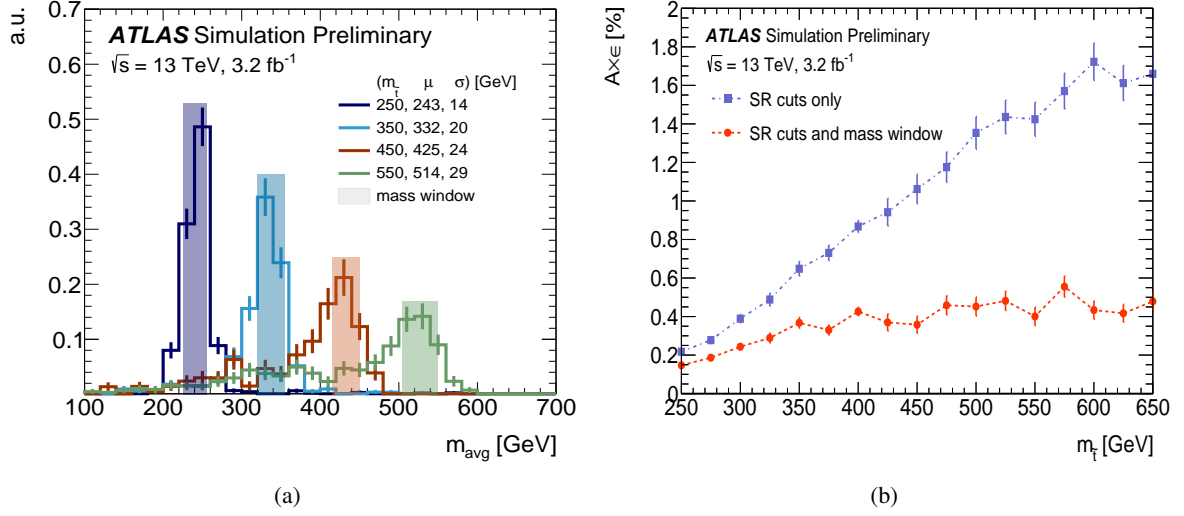 a.u.
0.7
0.6
0.5
0.4
0.3
0.2
0.1
ATLAS Simulation Preliminary
√s = 13 TeV, 3.2 fb⁻¹
(m_t̃ μ σ) [GeV]
250, 243, 14
350, 332, 20
450, 425, 24
550, 514, 29
mass window
100 200 300 400 500 600 700
m_avg [GeV]
(a)
A×ϵ [%]
2
1.8
1.6
1.4
1.2
1
0.8
0.6
0.4
0.2
0
ATLAS Simulation Preliminary
√s = 13 TeV, 3.2 fb⁻¹
SR cuts only
SR cuts and mass window
250 300 350 400 450 500 550 600 650
m_t̃ [GeV]
(b)